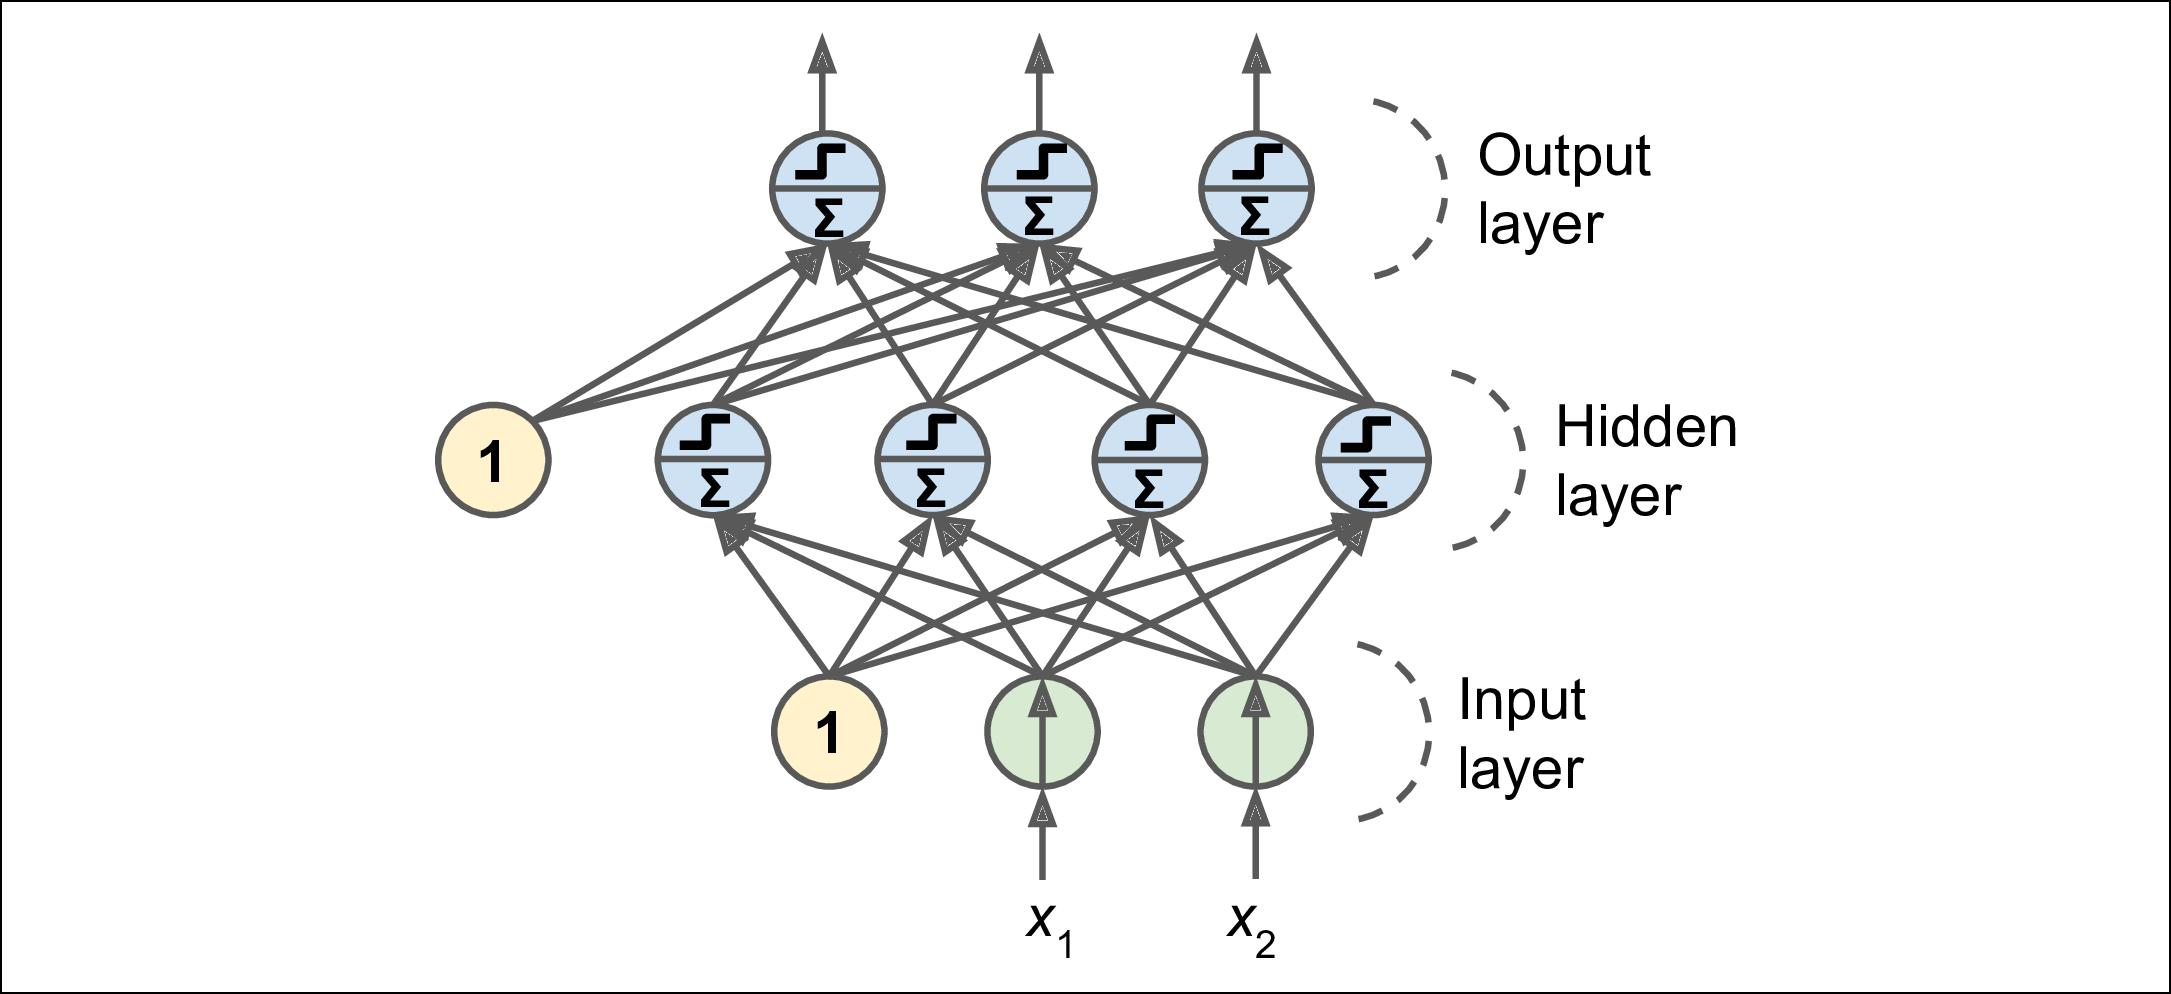 Σ Σ Σ
Output
layer
1
Σ Σ Σ Σ
Hidden
layer
1
Input
layer
x1 x2